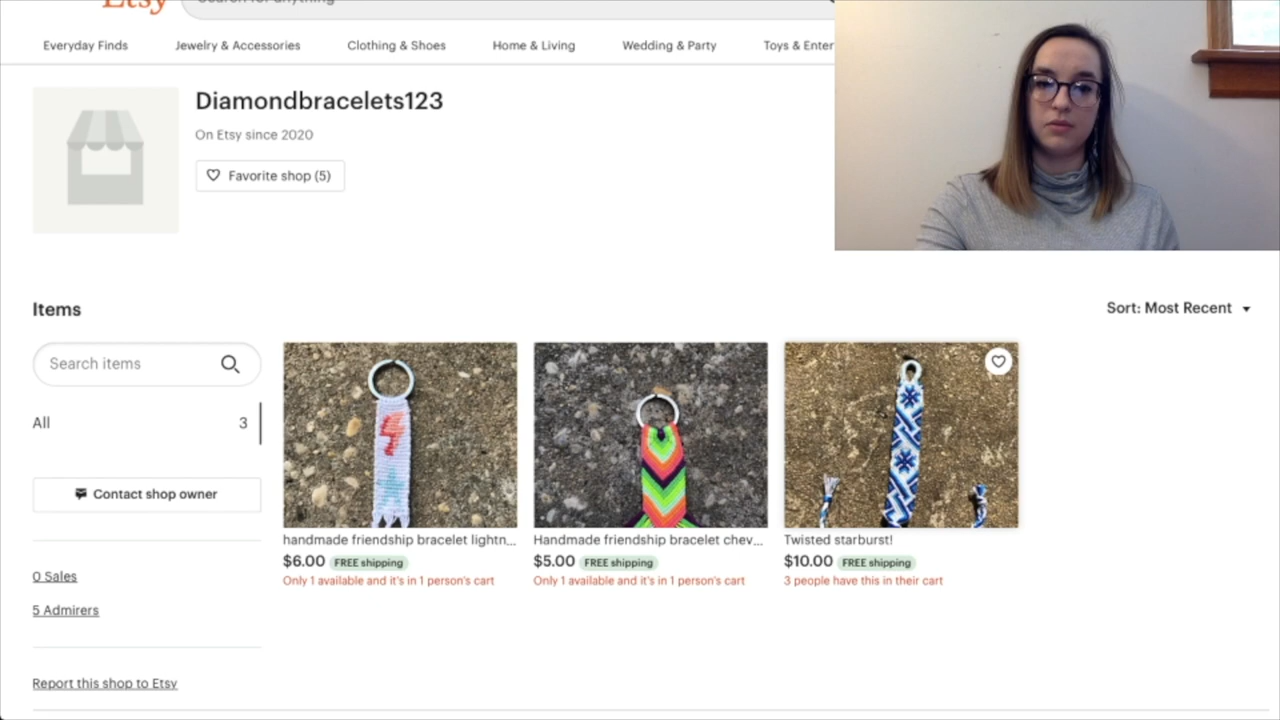 Etsy
Search for anything
Everyday Finds
Jewelry & Accessories
Clothing & Shoes
Home & Living
Wedding & Party
Toys & Enter
Diamondbracelets123
On Etsy since 2020
Favorite shop (5)
Items
Sort: Most Recent
Search items
All
3
Contact shop owner
0 Sales
5 Admirers
Report this shop to Etsy
handmade friendship bracelet lightn...
$6.00 FREE shipping
Only 1 available and it's in 1 person's cart
Handmade friendship bracelet chev...
$5.00 FREE shipping
Only 1 available and it's in 1 person's cart
Twisted starburst!
$10.00 FREE shipping
3 people have this in their cart